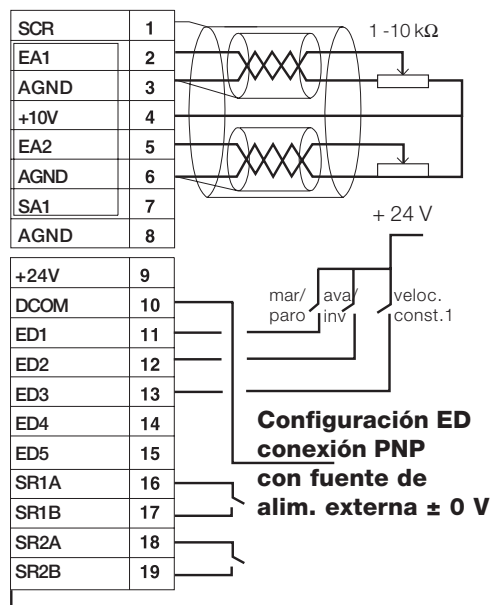 SCR 1
EA1 2
AGND 3
+10V 4
EA2 5
AGND 6
SA1 7
AGND 8
1 -10 kΩ
+ 24 V
+24V 9
DCOM 10
ED1 11
ED2 12
ED3 13
ED4 14
ED5 15
SR1A 16
SR1B 17
SR2A 18
SR2B 19
mar/
paro
ava/
inv
veloc.
const.1
Configuración ED
conexión PNP
con fuente de
alim. externa ± 0 V